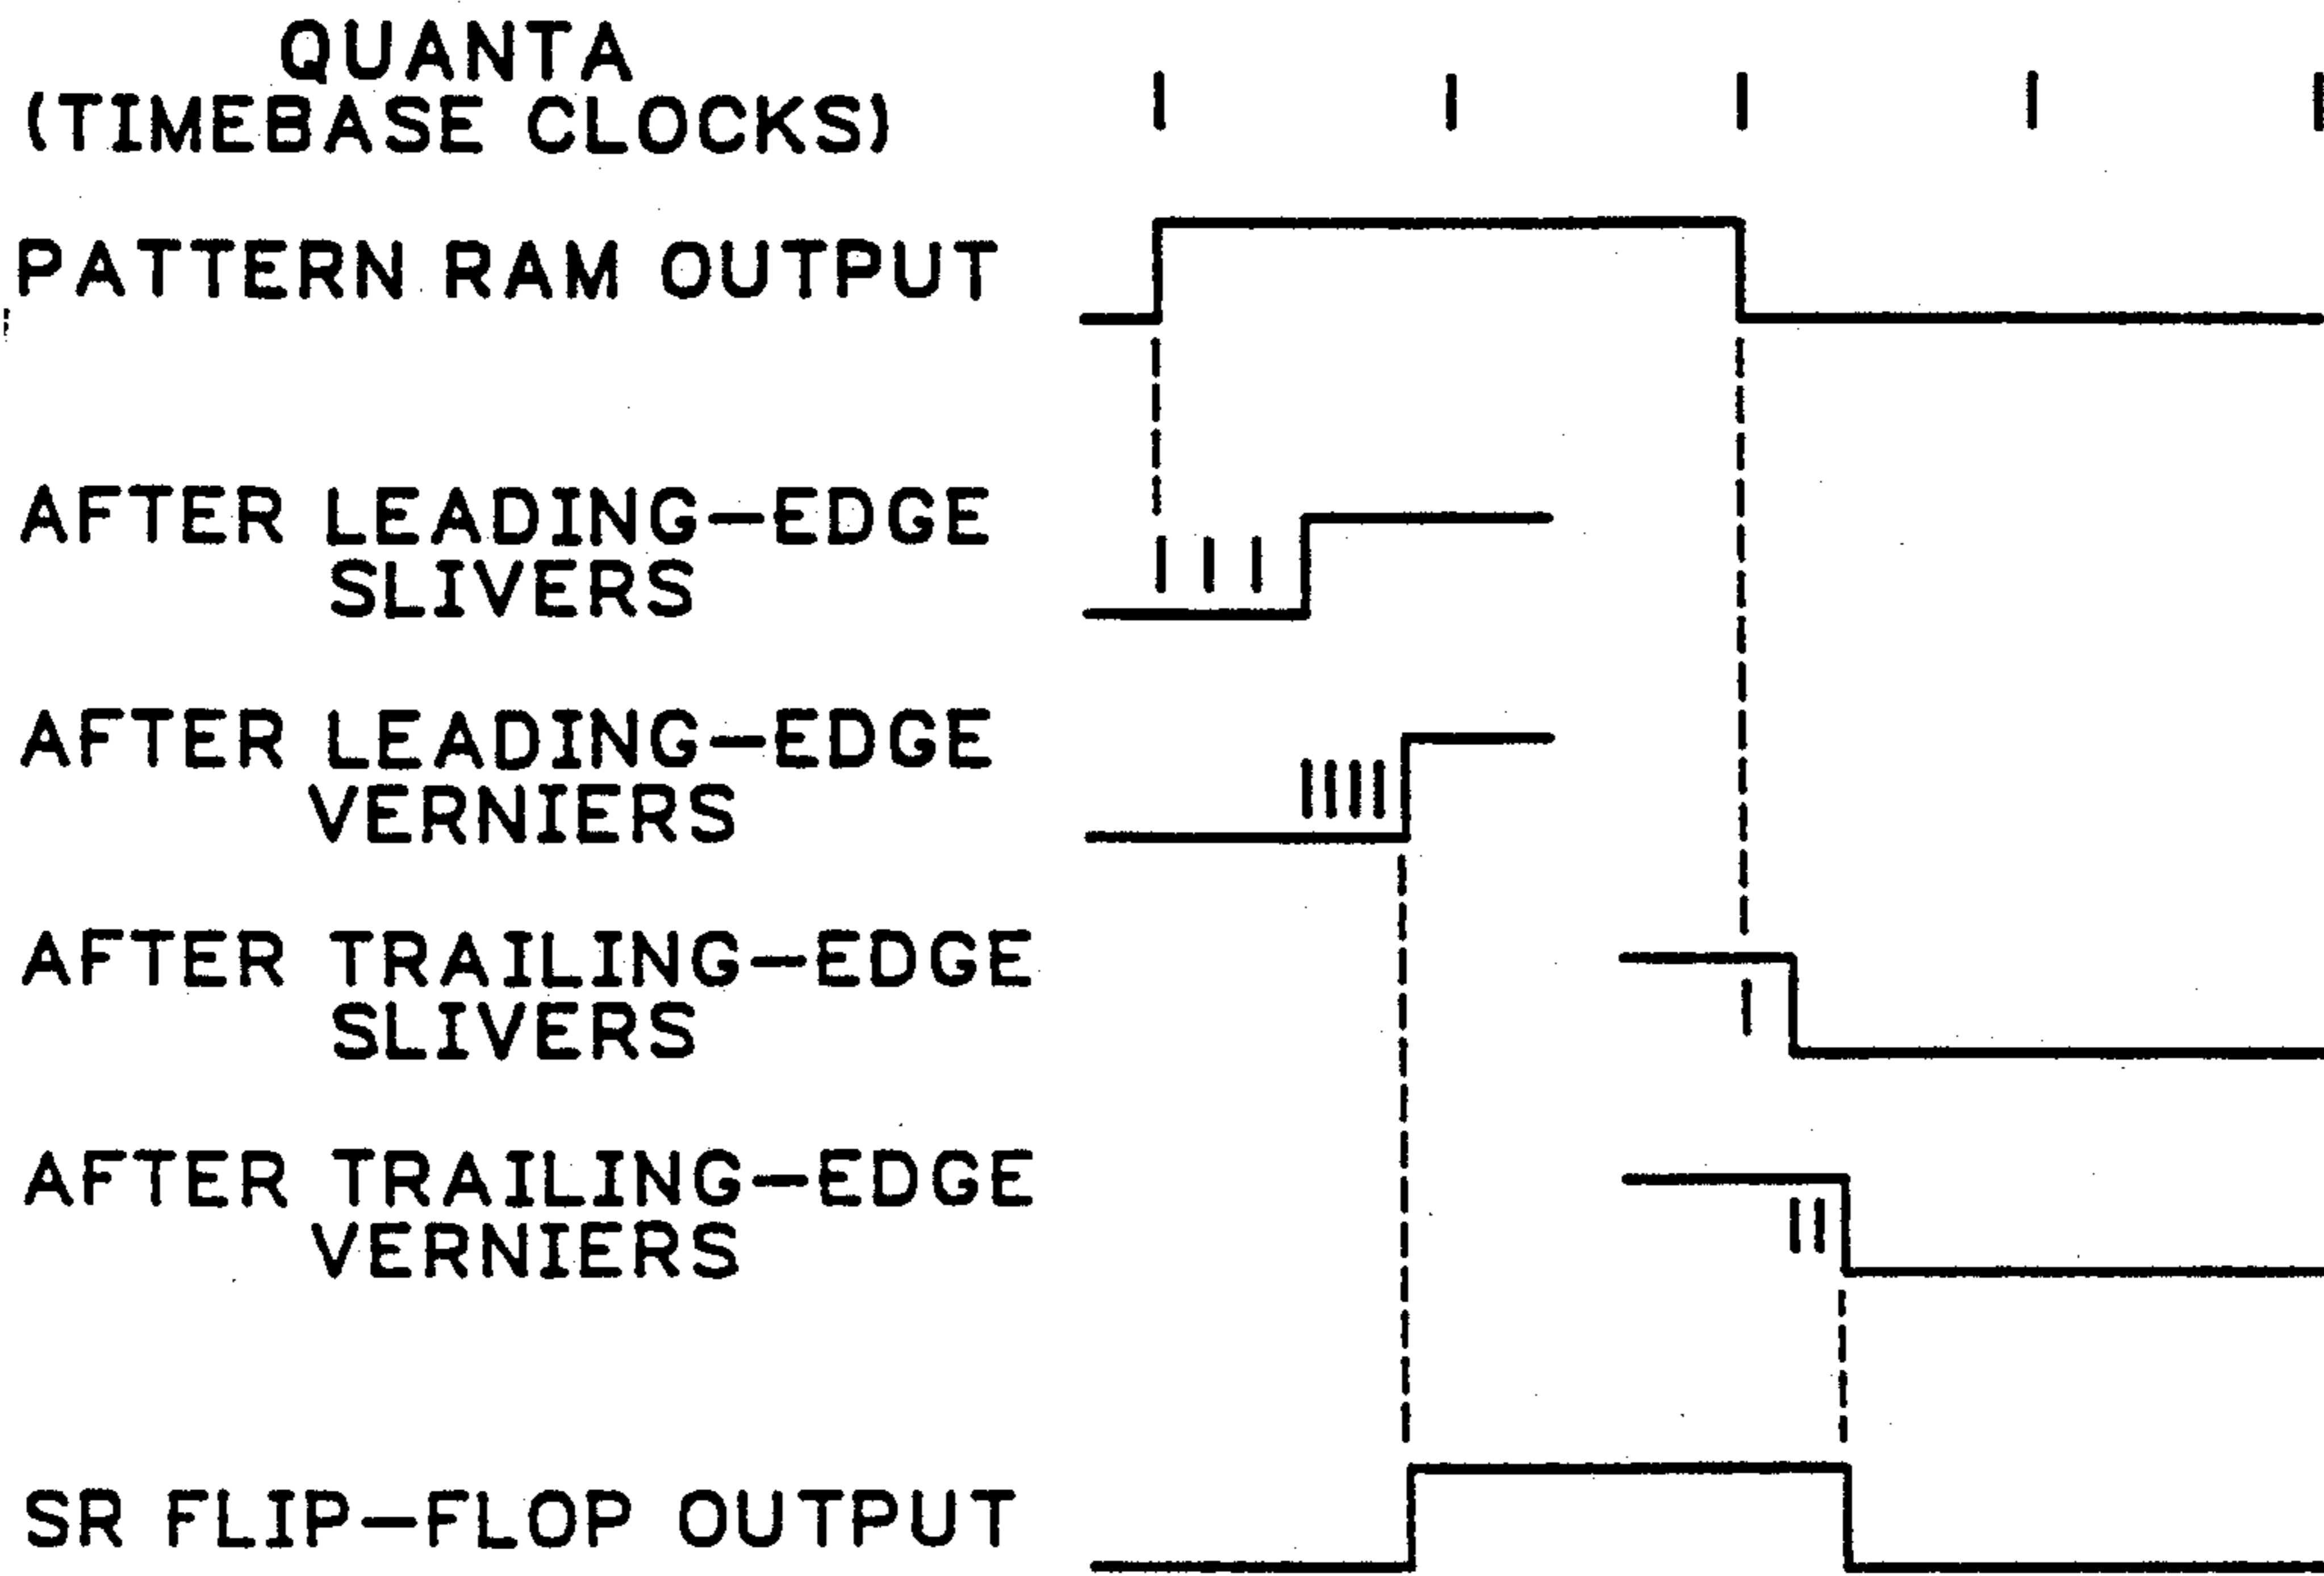 QUANTA
(TIMEBASE CLOCKS)
PATTERN RAM OUTPUT
AFTER LEADING-EDGE
SLIVERS
AFTER LEADING-EDGE
VERNIERS
AFTER TRAILING-EDGE
SLIVERS
AFTER TRAILING-EDGE
VERNIERS
SR FLIP-FLOP OUTPUT